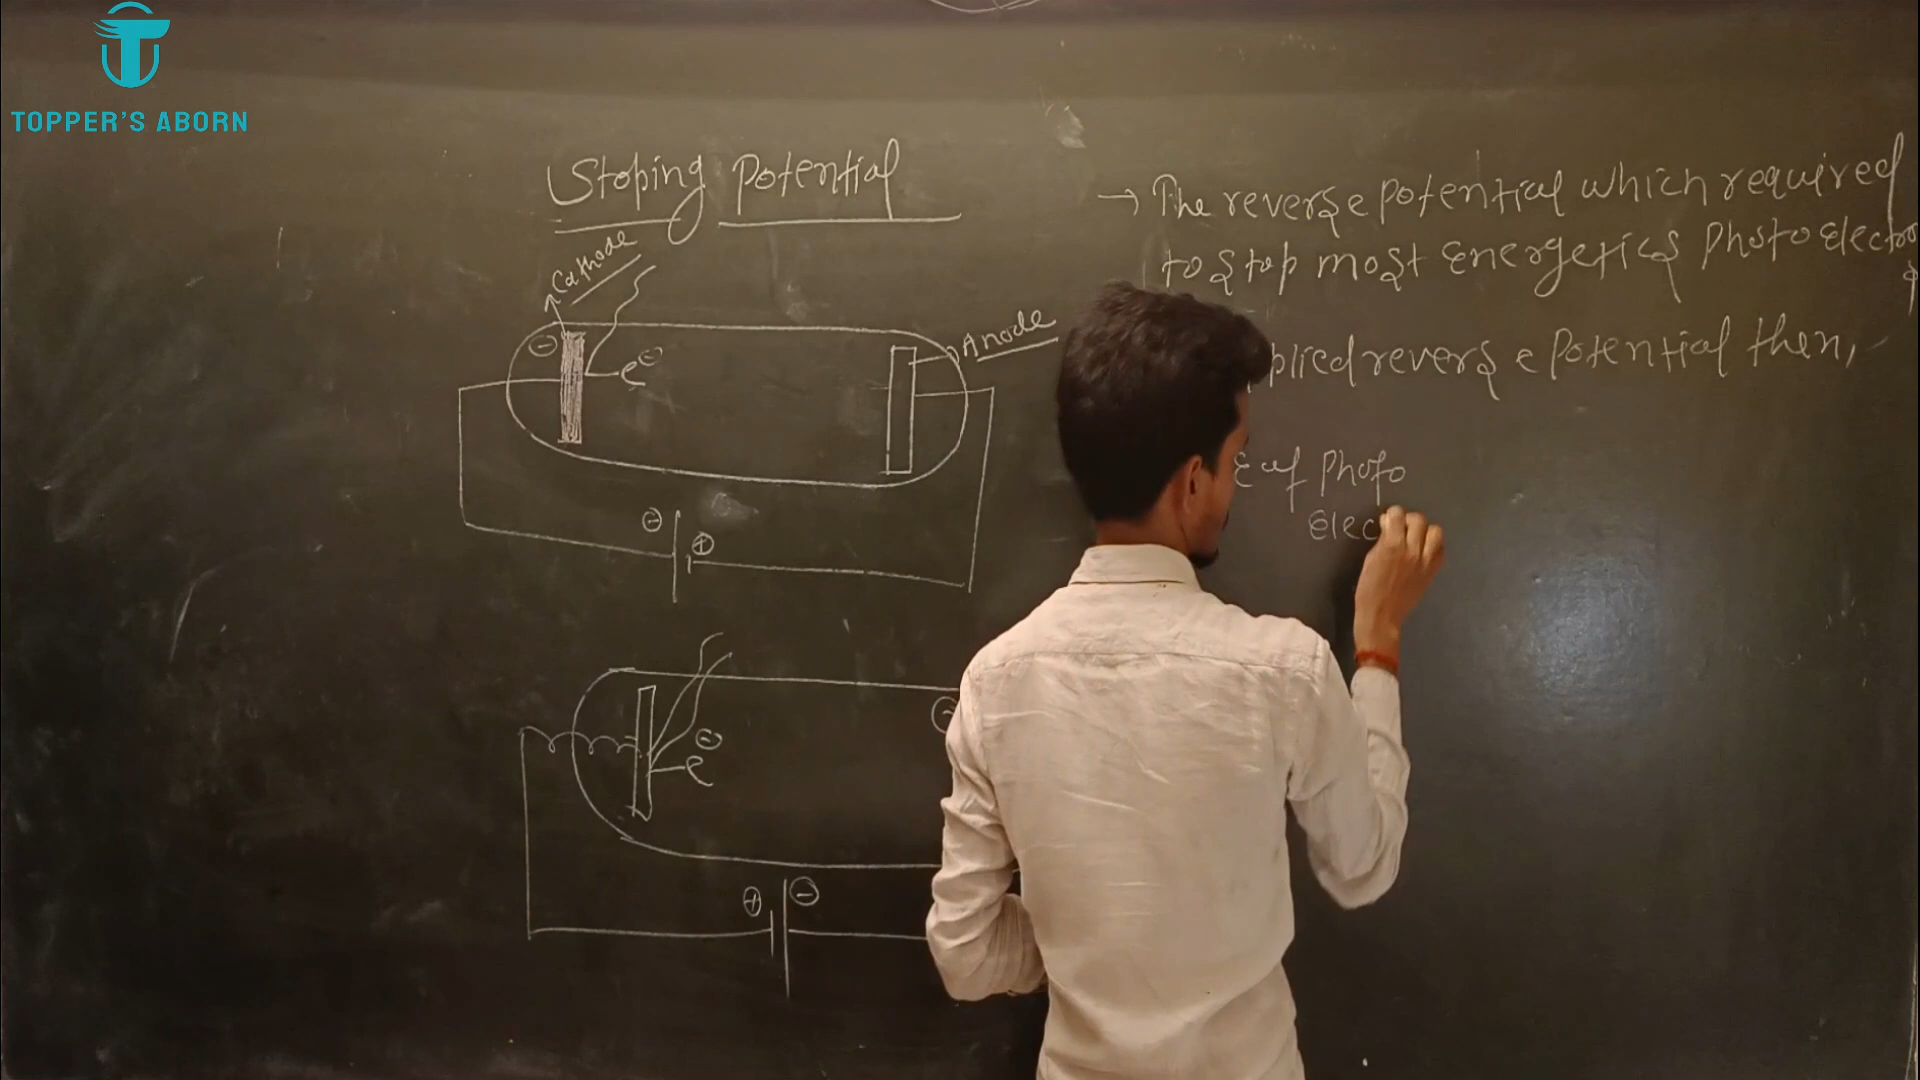 TOPPER'S ABORN
Stoping Potential
→ The reverse potential which required
to stop most energetics Photo electro
plied reverse potential then,
E of Photo
Elec
Cathode
⊖
e⊖
Anode
⊖
⊕
⊖
e
⊕ ⊖